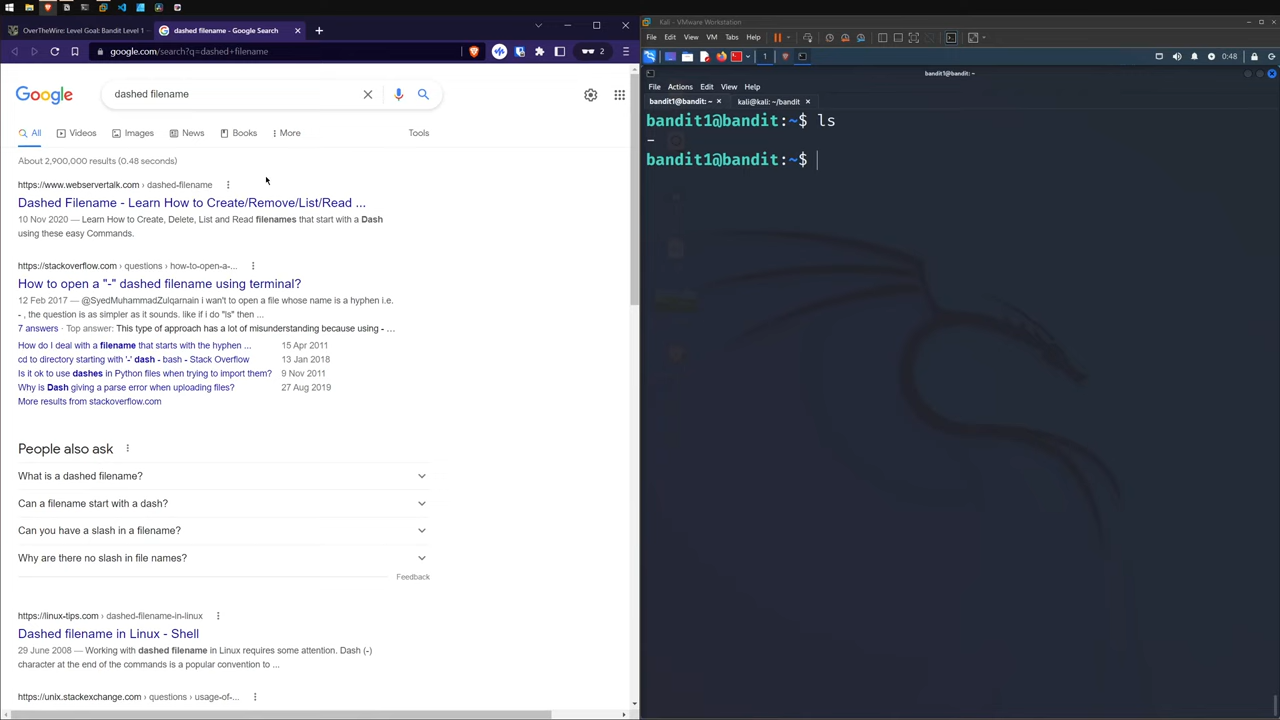 OverTheWire: Level Goal: Bandit Level 1
dashed filename - Google Search
google.com/search?q=dashed+filename
2
Google
dashed filename
All
Videos
Images
News
Books
More
Tools
About 2,900,000 results (0.48 seconds)
https://www.webservertalk.com › dashed-filename
Dashed Filename - Learn How to Create/Remove/List/Read ...
10 Nov 2020 — Learn How to Create, Delete, List and Read filenames that start with a Dash
using these easy Commands.
https://stackoverflow.com › questions › how-to-open-a-...
How to open a "-" dashed filename using terminal?
12 Feb 2017 — @SyedMuhammadZulqarnain i wan't to open a file whose name is a hyphen i.e.
- , the question is as simpler as it sounds. like if i do "ls" then ...
7 answers · Top answer: This type of approach has a lot of misunderstanding because using - ...
How do I deal with a filename that starts with the hyphen ... 15 Apr 2011
cd to directory starting with '-' dash - bash - Stack Overflow 13 Jan 2018
Is it ok to use dashes in Python files when trying to import them? 9 Nov 2011
Why is Dash giving a parse error when uploading files? 27 Aug 2019
More results from stackoverflow.com
People also ask
What is a dashed filename?
Can a filename start with a dash?
Can you have a slash in a filename?
Why are there no slash in file names?
Feedback
https://linux-tips.com › dashed-filename-in-linux
Dashed filename in Linux - Shell
29 June 2008 — Working with dashed filename in Linux requires some attention. Dash (-)
character at the end of the commands is a popular convention to ...
https://unix.stackexchange.com › questions › usage-of-...
Kali - VMware Workstation
File Edit View VM Tabs Help
1
0:48
bandit1@bandit: ~
File Actions Edit View Help
bandit1@bandit: ~
kali@kali: ~/bandit
bandit1@bandit:~$ ls
-
bandit1@bandit:~$